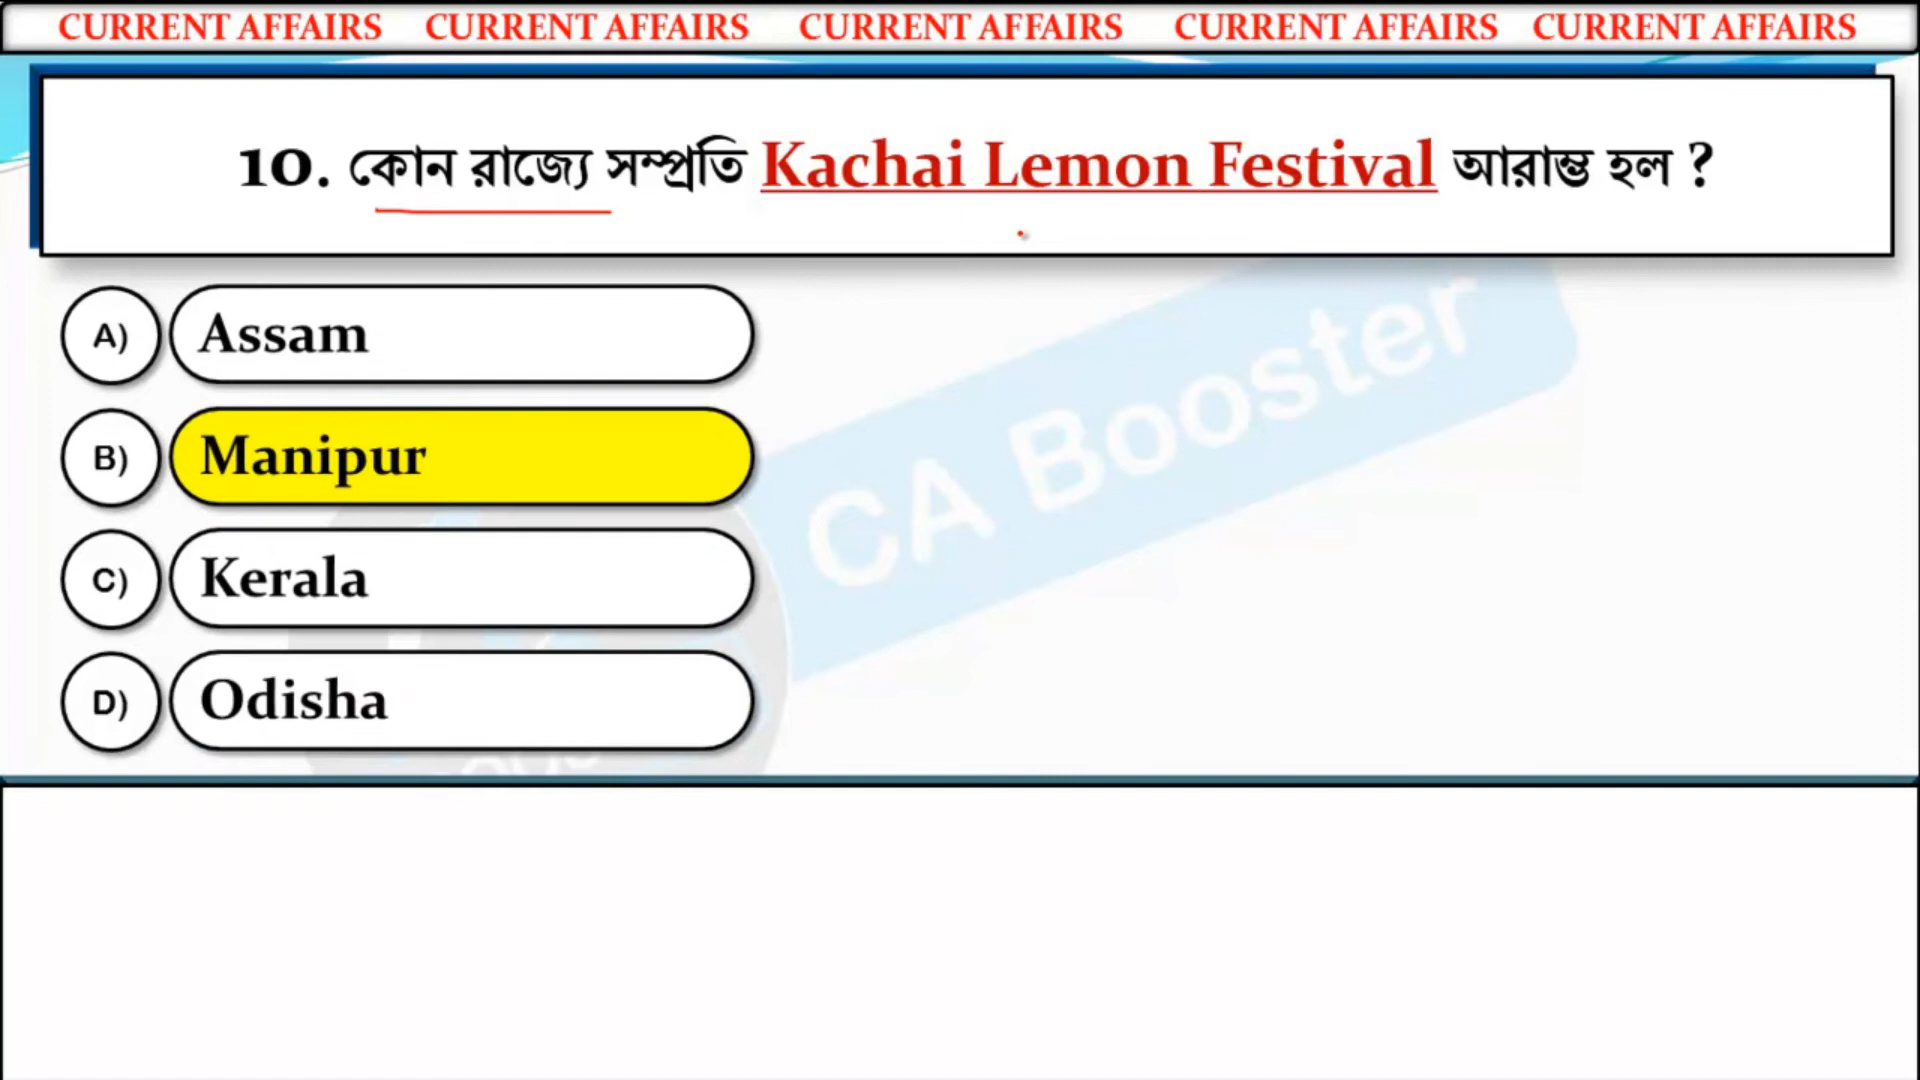 CURRENT AFFAIRS CURRENT AFFAIRS CURRENT AFFAIRS CURRENT AFFAIRS CURRENT AFFAIRS
10. কোন রাজ্যে সম্প্রতি Kachai Lemon Festival আরাম্ভ হল ?
A) Assam
B) Manipur
C) Kerala
D) Odisha
CA Booster